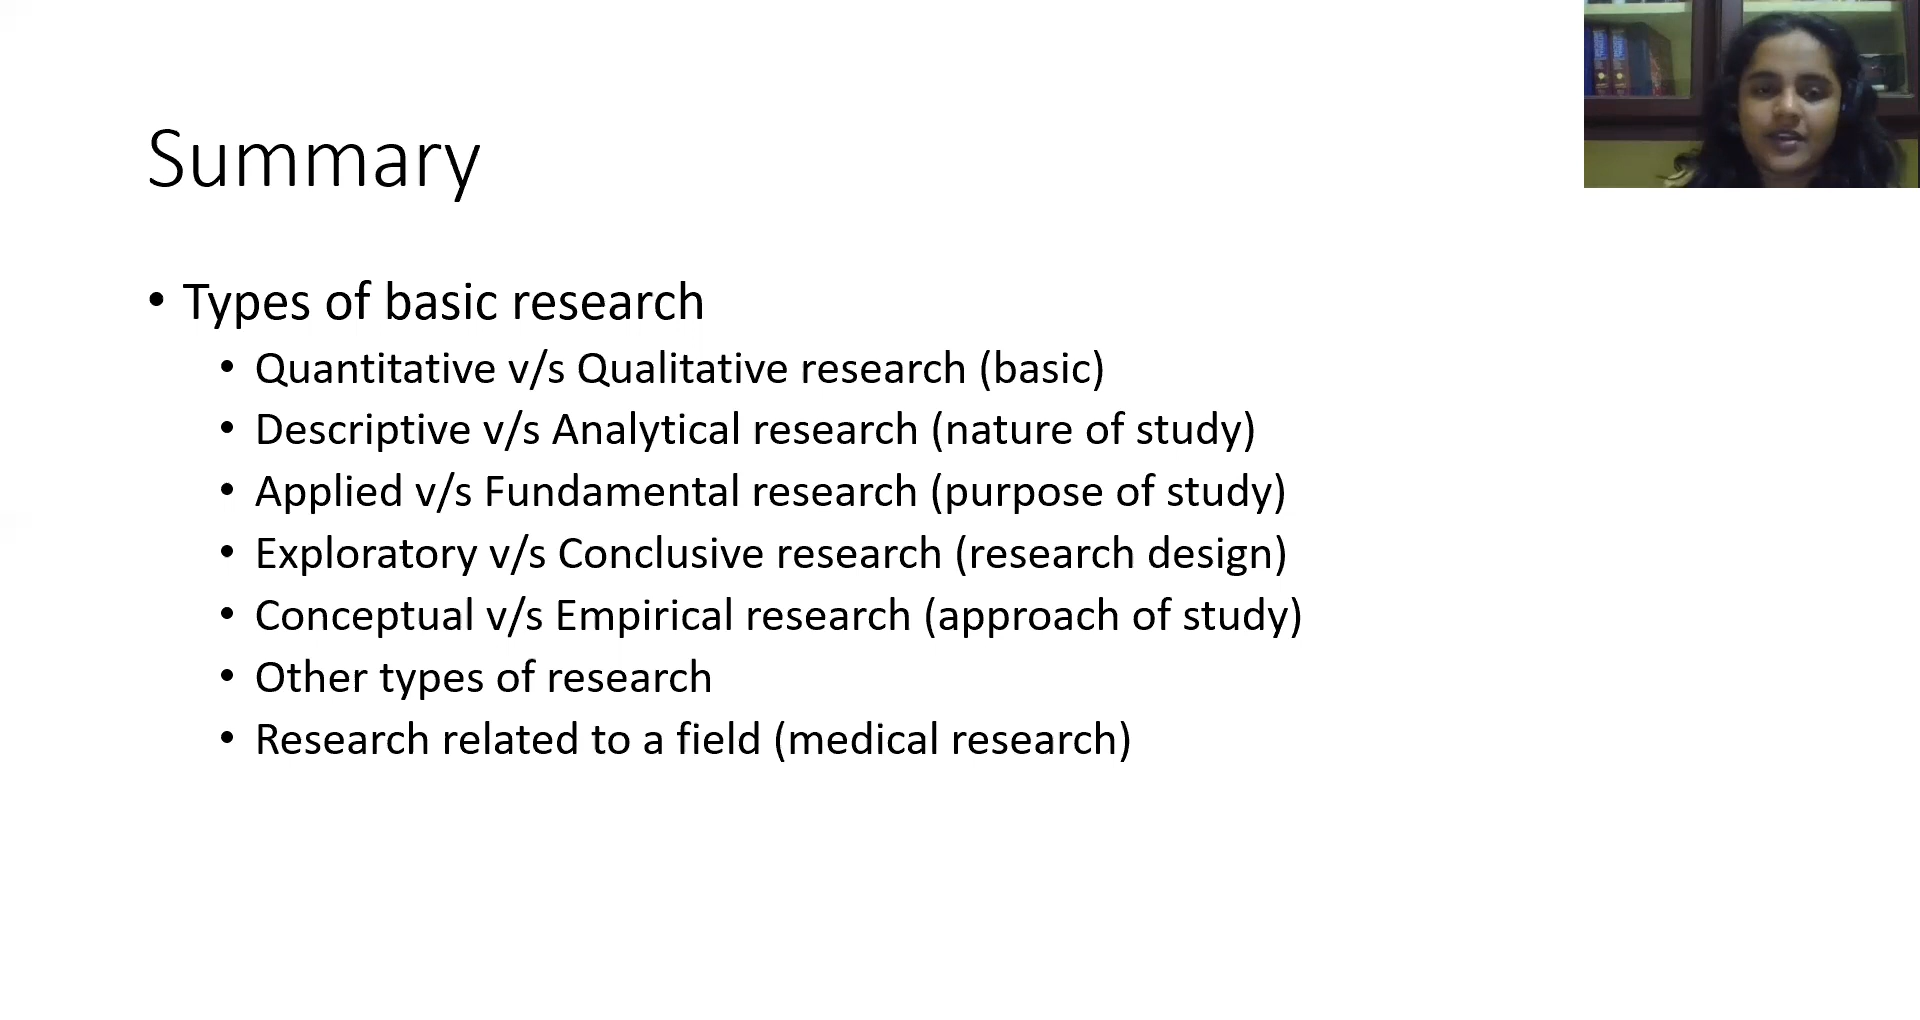 Summary
• Types of basic research
• Quantitative v/s Qualitative research (basic)
• Descriptive v/s Analytical research (nature of study)
• Applied v/s Fundamental research (purpose of study)
• Exploratory v/s Conclusive research (research design)
• Conceptual v/s Empirical research (approach of study)
• Other types of research
• Research related to a field (medical research)